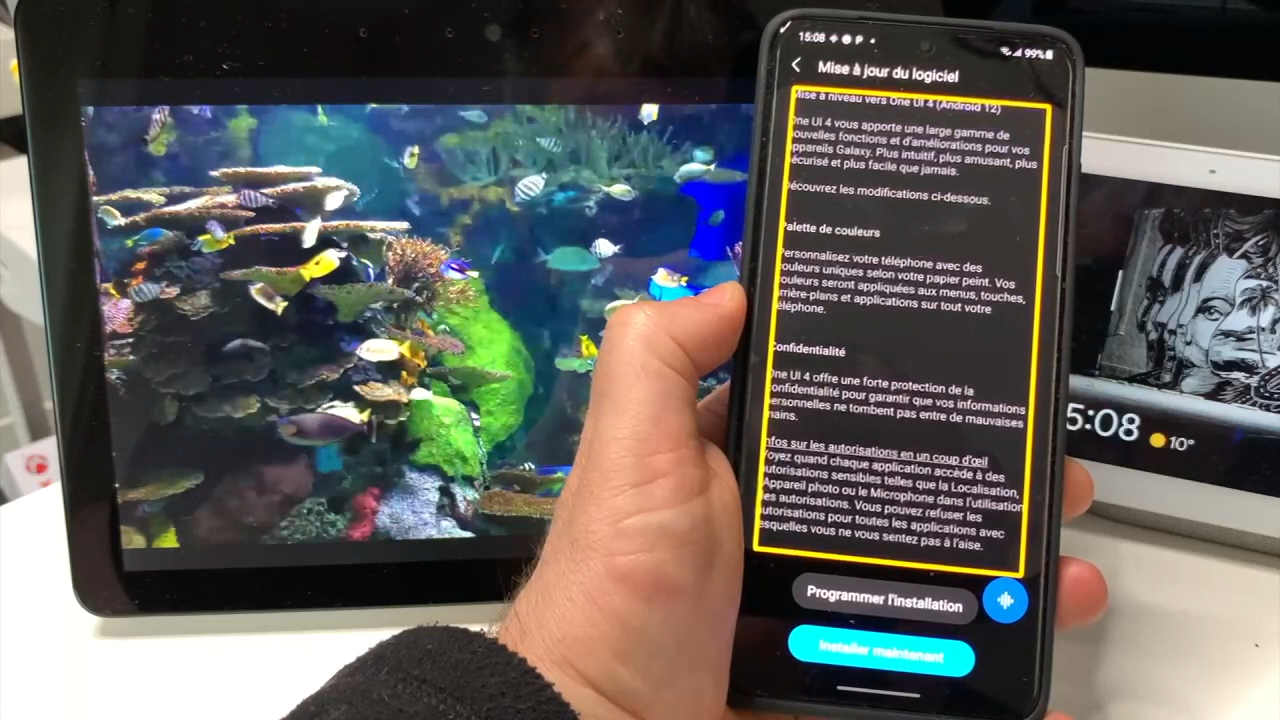 15:08
99%
Mise à jour du logiciel
Mise à niveau vers One UI 4 (Android 12)
One UI 4 vous apporte une large gamme de
nouvelles fonctions et d'améliorations pour vos
appareils Galaxy. Plus intuitif, plus amusant, plus
sécurisé et plus facile que jamais.
Découvrez les modifications ci-dessous.
Palette de couleurs
Personnalisez votre téléphone avec des
couleurs uniques selon votre papier peint. Vos
couleurs seront appliquées aux menus, touches,
arrière-plans et applications sur tout votre
téléphone.
Confidentialité
One UI 4 offre une forte protection de la
confidentialité pour garantir que vos informations
personnelles ne tombent pas entre de mauvaises
mains.
Infos sur les autorisations en un coup d'œil
Voyez quand chaque application accède à des
autorisations sensibles telles que la Localisation,
l'Appareil photo ou le Microphone dans l'utilisation
des autorisations. Vous pouvez refuser les
autorisations pour toutes les applications avec
lesquelles vous ne vous sentez pas à l'aise.
Programmer l'installation
Installer maintenant
5:08
10°